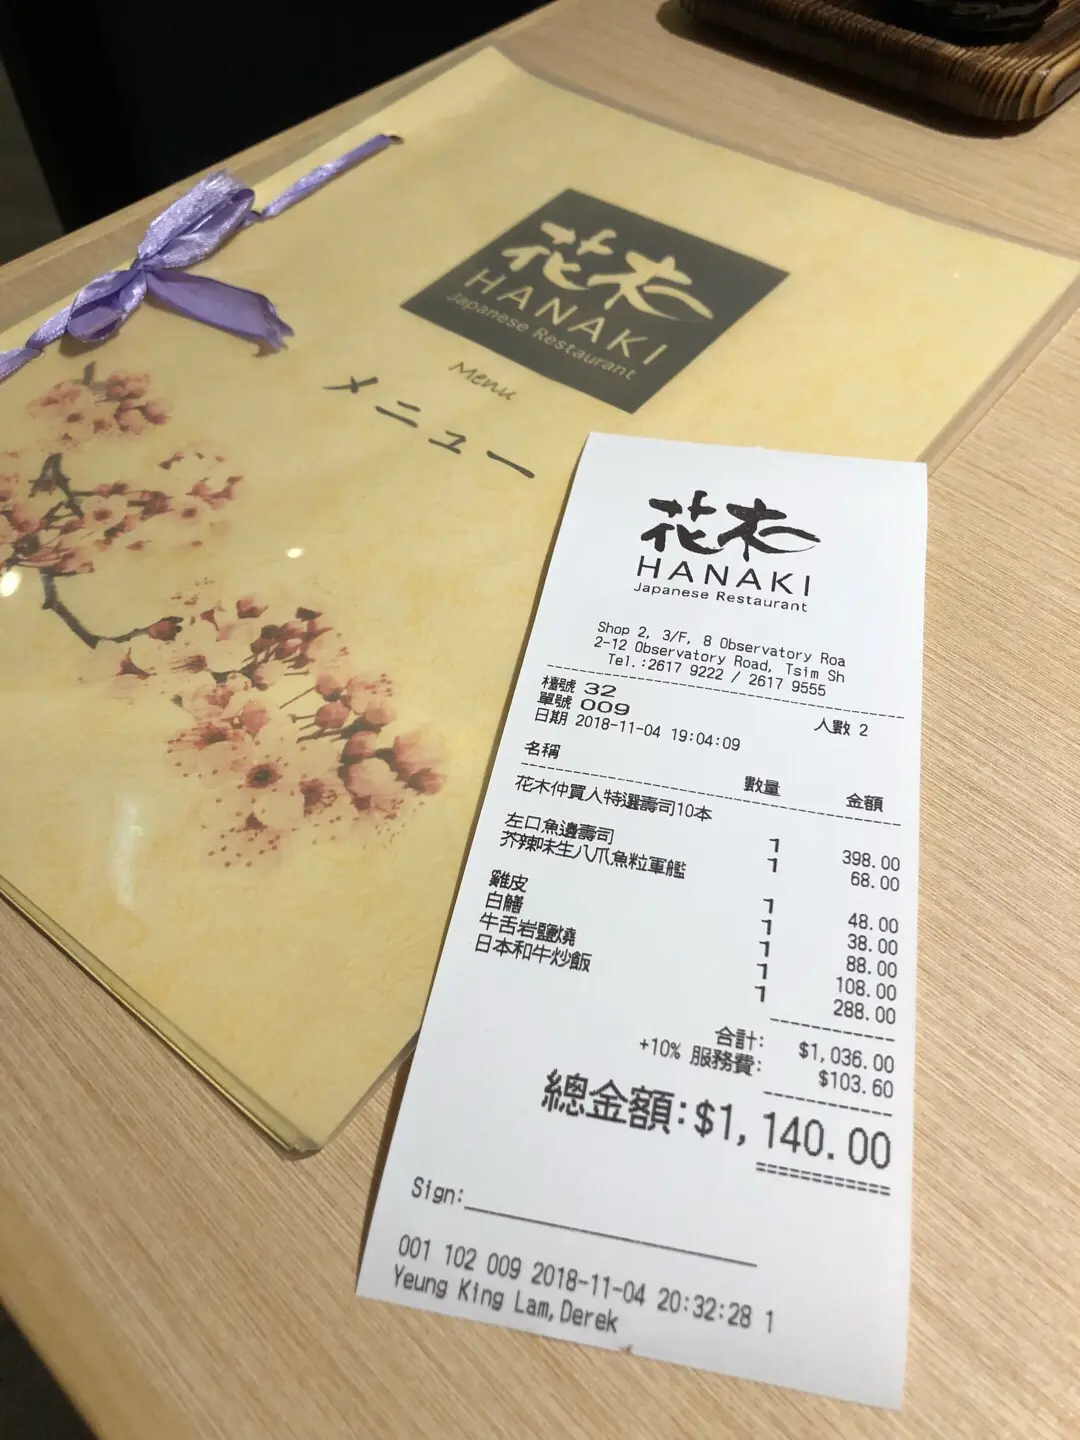 花木
HANAKI
Japanese Restaurant
Menu
メニュー
花木
HANAKI
Japanese Restaurant
Shop 2, 3/F, 8 Observatory Roa
2-12 Observatory Road, Tsim Sh
Tel.:2617 9222 / 2617 9555
檯號 32 人數 2
單號 009
日期 2018-11-04 19:04:09
名稱 數量 金額
花木仲買人特選壽司10本
1 398.00
左口魚邊壽司 1 68.00
芥辣味生八爪魚粒軍艦
1 48.00
雞皮 1 38.00
白鱔 1 88.00
牛舌岩鹽燒 1 108.00
日本和牛炒飯 1 288.00
合計: $1,036.00
+10% 服務費: $103.60
總金額:$1,140.00
Sign:
001 102 009 2018-11-04 20:32:28 1
Yeung King Lam,Derek